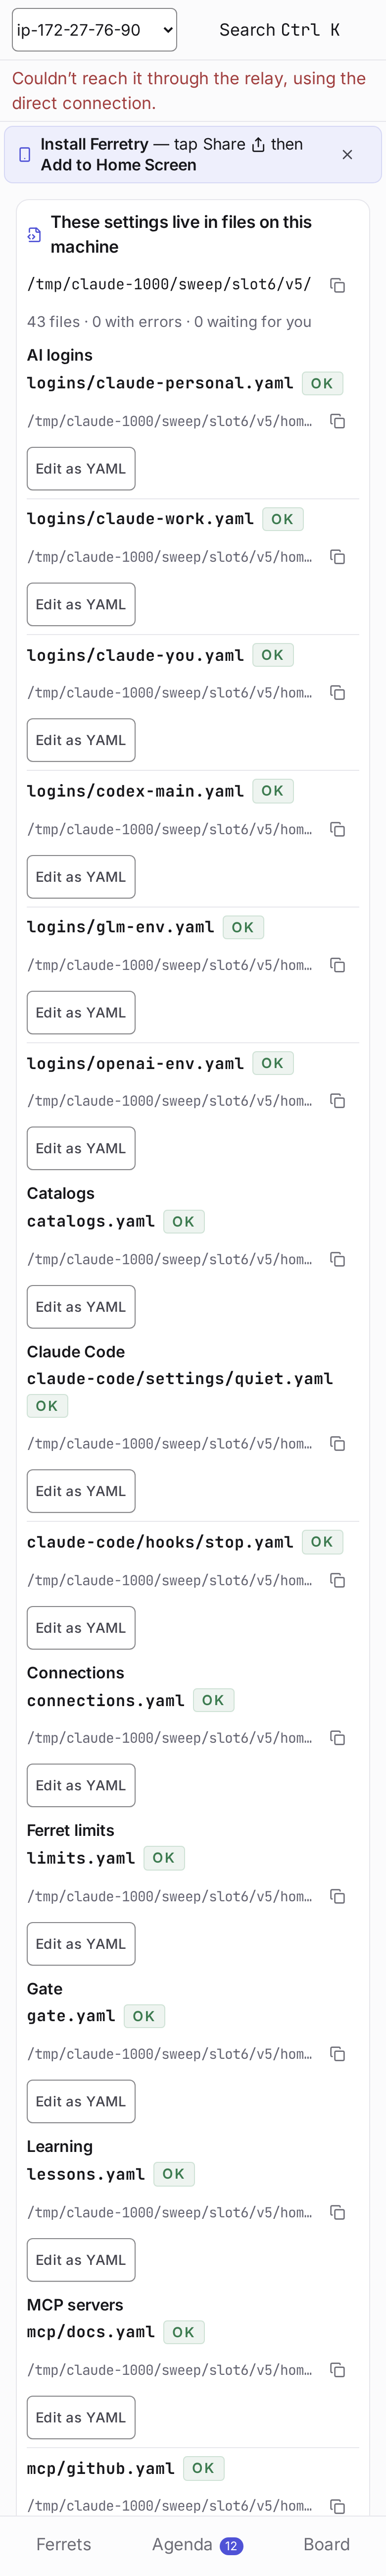 ip-172-27-76-90
Search Ctrl K
Couldn't reach it through the relay, using the
direct connection.
Install Ferretry — tap Share then
Add to Home Screen
These settings live in files on this
machine
/tmp/claude-1000/sweep/slot6/v5/
43 files · 0 with errors · 0 waiting for you
AI logins
logins/claude-personal.yaml OK
/tmp/claude-1000/sweep/slot6/v5/hom…
Edit as YAML
logins/claude-work.yaml OK
/tmp/claude-1000/sweep/slot6/v5/hom…
Edit as YAML
logins/claude-you.yaml OK
/tmp/claude-1000/sweep/slot6/v5/hom…
Edit as YAML
logins/codex-main.yaml OK
/tmp/claude-1000/sweep/slot6/v5/hom…
Edit as YAML
logins/glm-env.yaml OK
/tmp/claude-1000/sweep/slot6/v5/hom…
Edit as YAML
logins/openai-env.yaml OK
/tmp/claude-1000/sweep/slot6/v5/hom…
Edit as YAML
Catalogs
catalogs.yaml OK
/tmp/claude-1000/sweep/slot6/v5/hom…
Edit as YAML
Claude Code
claude-code/settings/quiet.yaml
OK
/tmp/claude-1000/sweep/slot6/v5/hom…
Edit as YAML
claude-code/hooks/stop.yaml OK
/tmp/claude-1000/sweep/slot6/v5/hom…
Edit as YAML
Connections
connections.yaml OK
/tmp/claude-1000/sweep/slot6/v5/hom…
Edit as YAML
Ferret limits
limits.yaml OK
/tmp/claude-1000/sweep/slot6/v5/hom…
Edit as YAML
Gate
gate.yaml OK
/tmp/claude-1000/sweep/slot6/v5/hom…
Edit as YAML
Learning
lessons.yaml OK
/tmp/claude-1000/sweep/slot6/v5/hom…
Edit as YAML
MCP servers
mcp/docs.yaml OK
/tmp/claude-1000/sweep/slot6/v5/hom…
Edit as YAML
mcp/github.yaml OK
/tmp/claude-1000/sweep/slot6/v5/hom…
Ferrets
Agenda 12
Board